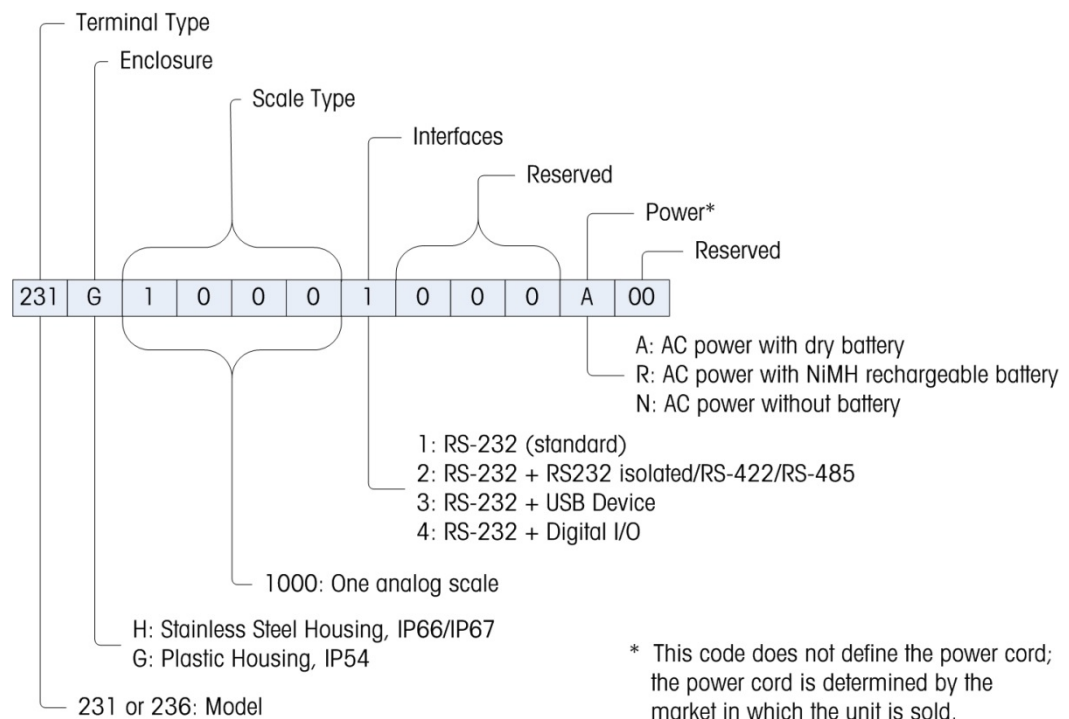 Terminal Type
Enclosure
Scale Type
Interfaces
Reserved
Power*
Reserved
231 G 1 0 0 0 1 0 0 0 A 00
A: AC power with dry battery
R: AC power with NiMH rechargeable battery
N: AC power without battery
1: RS-232 (standard)
2: RS-232 + RS232 isolated/RS-422/RS-485
3: RS-232 + USB Device
4: RS-232 + Digital I/O
1000: One analog scale
H: Stainless Steel Housing, IP66/IP67
G: Plastic Housing, IP54
231 or 236: Model
* This code does not define the power cord;
the power cord is determined by the
market in which the unit is sold.